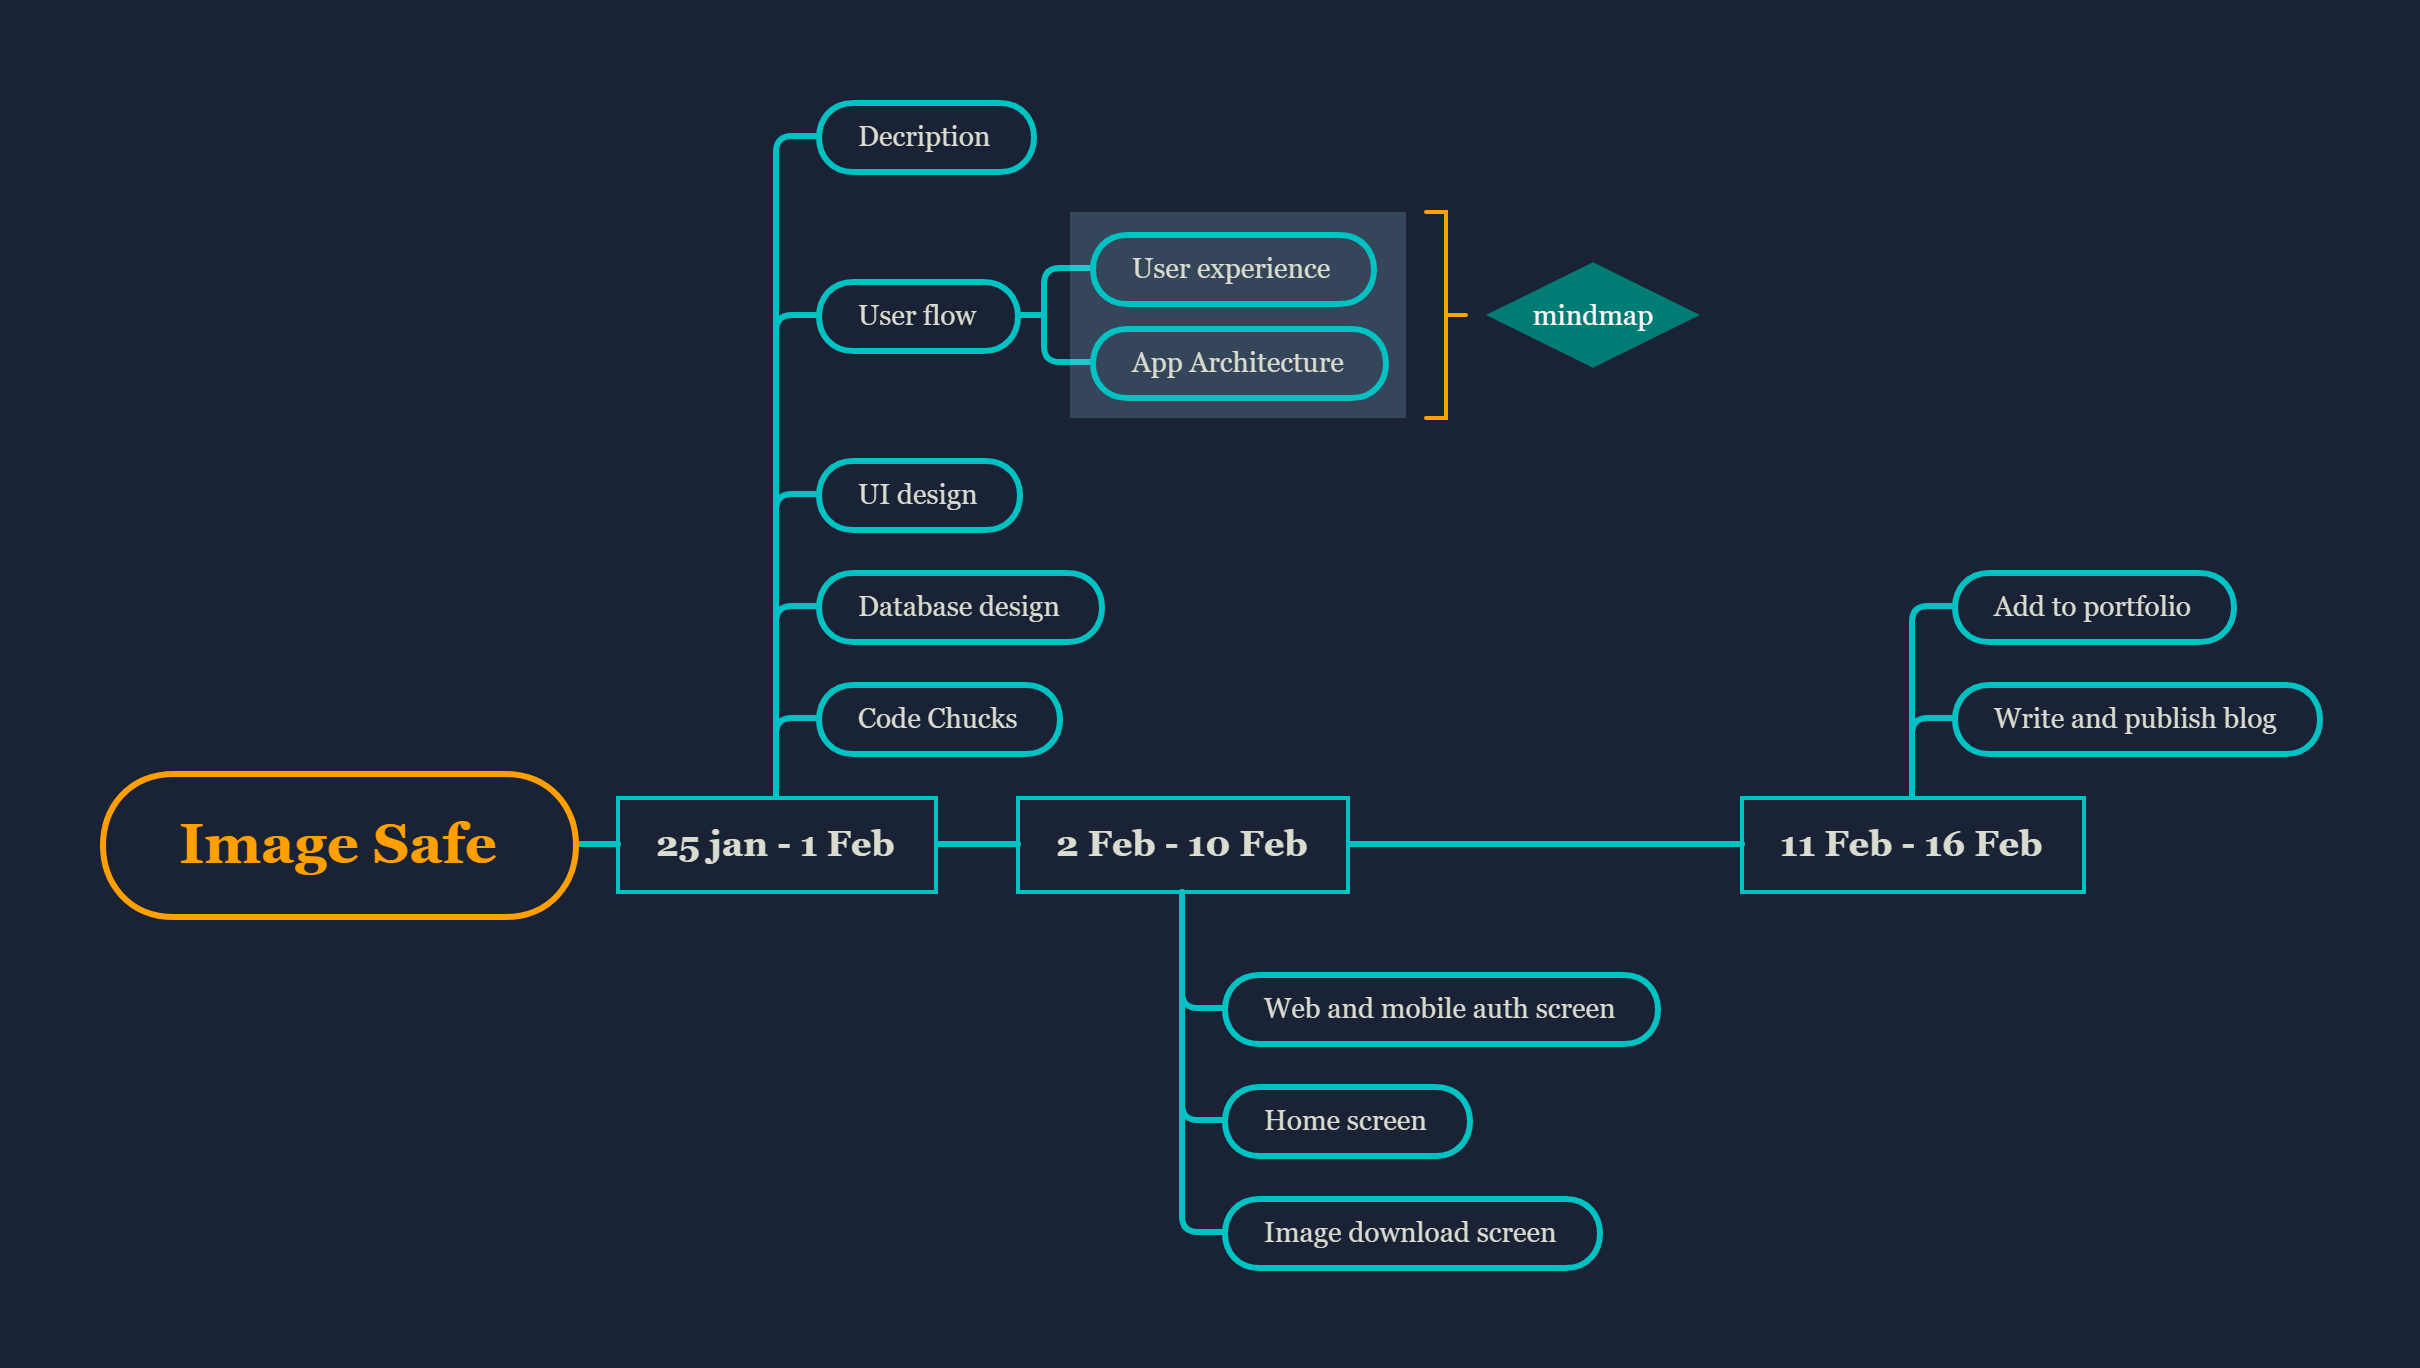 Decription
User flow
User experience
App Architecture
mindmap
UI design
Database design
Code Chucks
Add to portfolio
Write and publish blog
Image Safe
25 jan - 1 Feb
2 Feb - 10 Feb
11 Feb - 16 Feb
Web and mobile auth screen
Home screen
Image download screen